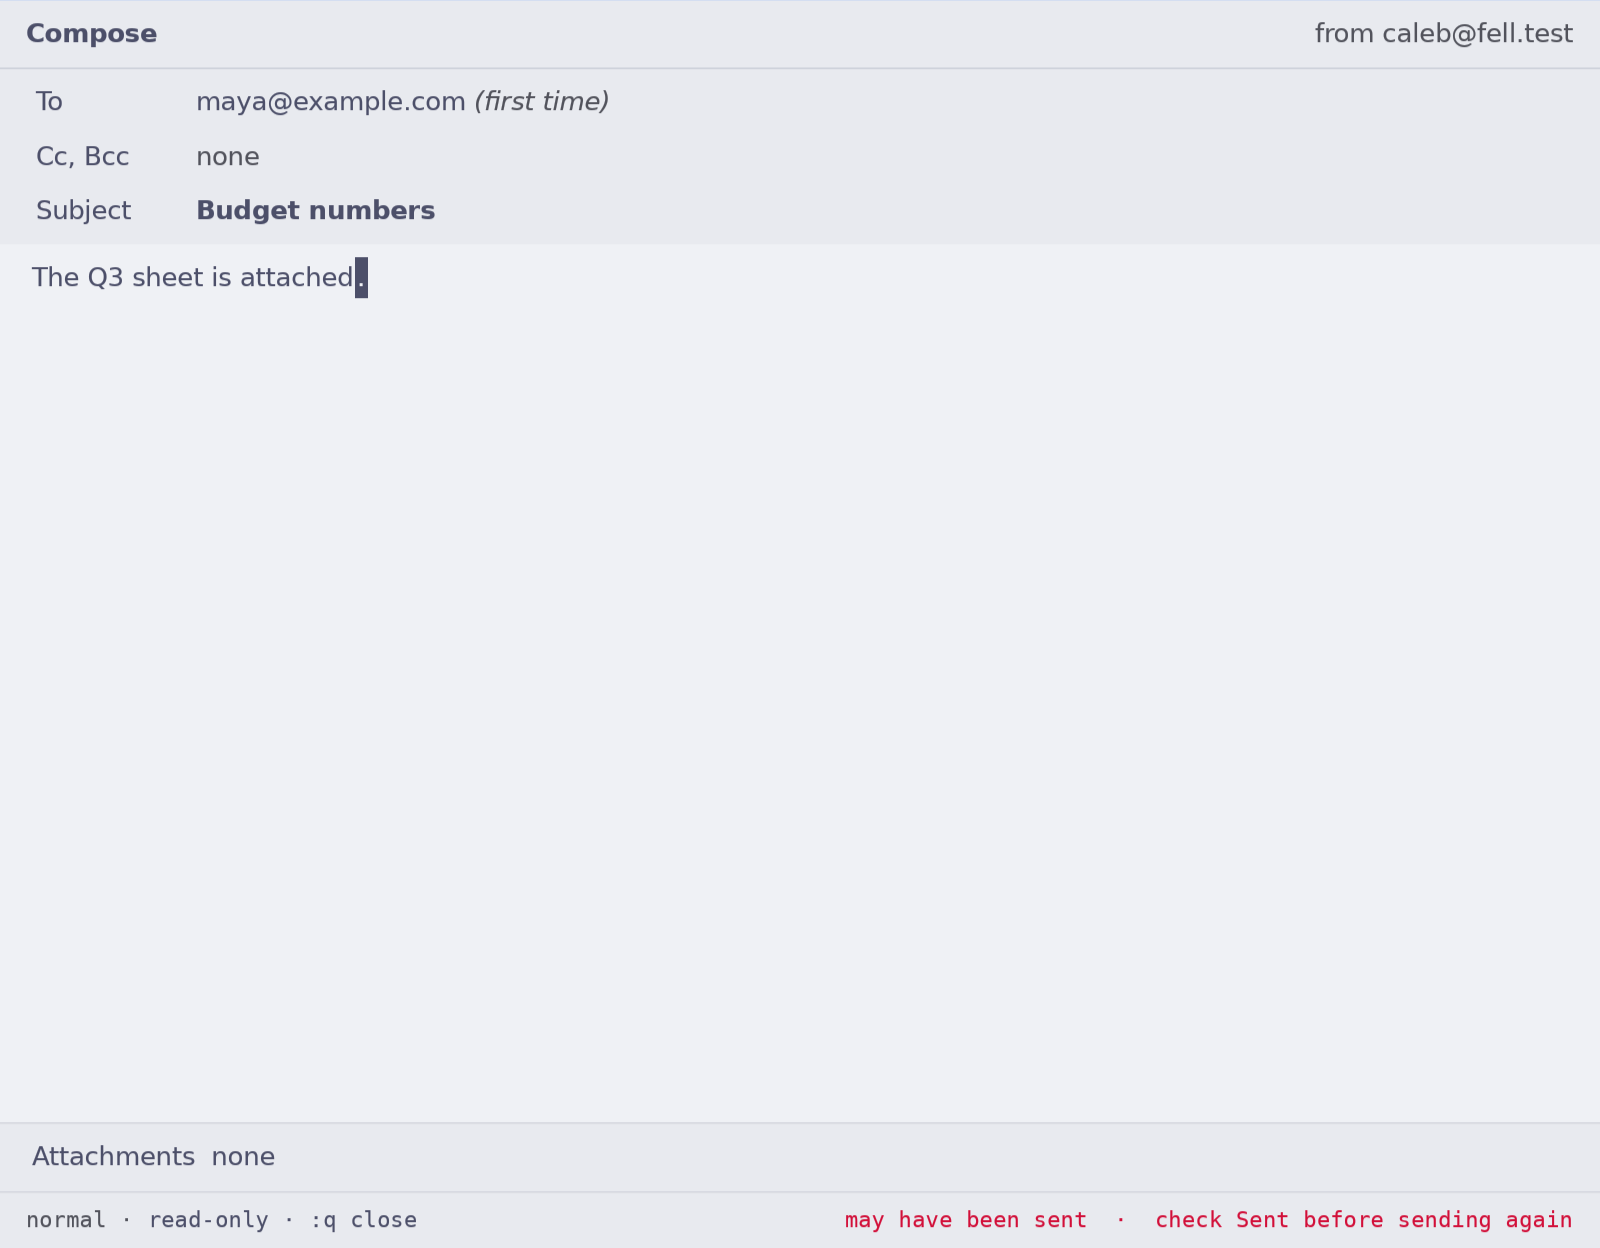 Compose from caleb@fell.test
To maya@example.com (first time)
Cc, Bcc none
Subject Budget numbers
The Q3 sheet is attached.
Attachments none
normal · read-only · :q close may have been sent · check Sent before sending again